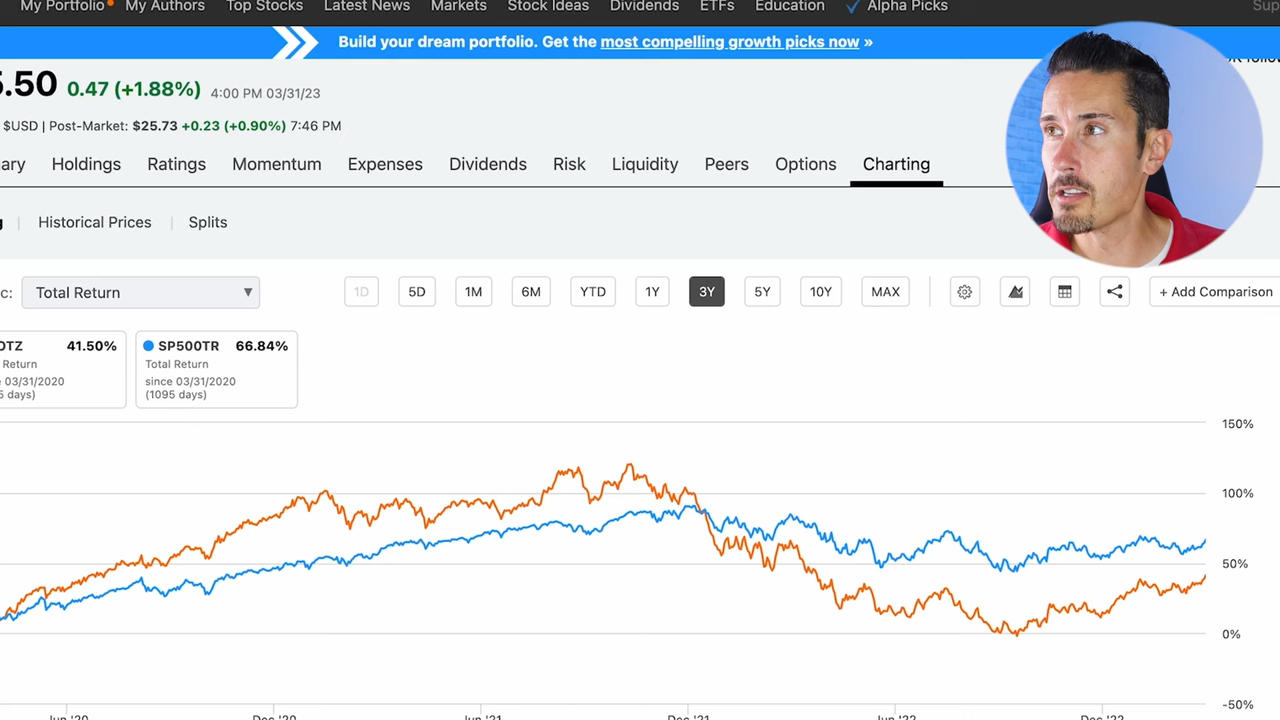 My Portfolio My Authors Top Stocks Latest News Markets Stock Ideas Dividends ETFs Education Alpha Picks
Build your dream portfolio. Get the most compelling growth picks now »
.50 0.47 (+1.88%) 4:00 PM 03/31/23
$USD | Post-Market: $25.73 +0.23 (+0.90%) 7:46 PM
ary Holdings Ratings Momentum Expenses Dividends Risk Liquidity Peers Options Charting
Historical Prices | Splits
c: Total Return 1D 5D 1M 6M YTD 1Y 3Y 5Y 10Y MAX + Add Comparison
OTZ 41.50% SP500TR 66.84%
Return Total Return
03/31/2020 since 03/31/2020
days) (1095 days)
150%
100%
50%
0%
-50%
Jun '20 Dec '20 Jun '21 Dec '21 Jun '22 Dec '22